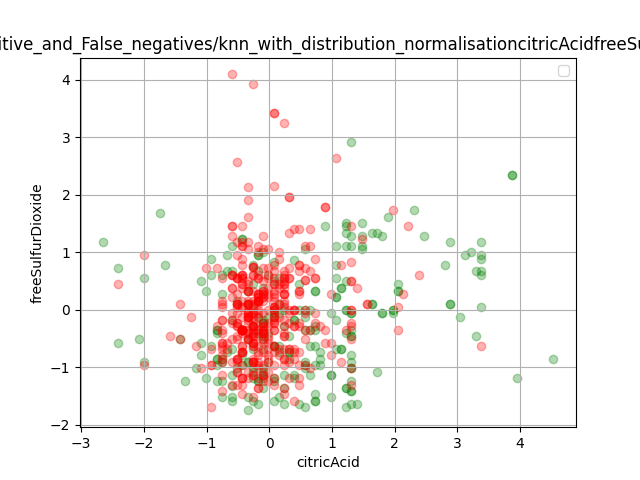 itive_and_False_negatives/knn_with_distribution_normalisationcitricAcidfreeSu
4
3
2
1
0
−1
−2
freeSulfurDioxide
−3 −2 −1 0 1 2 3 4
citricAcid